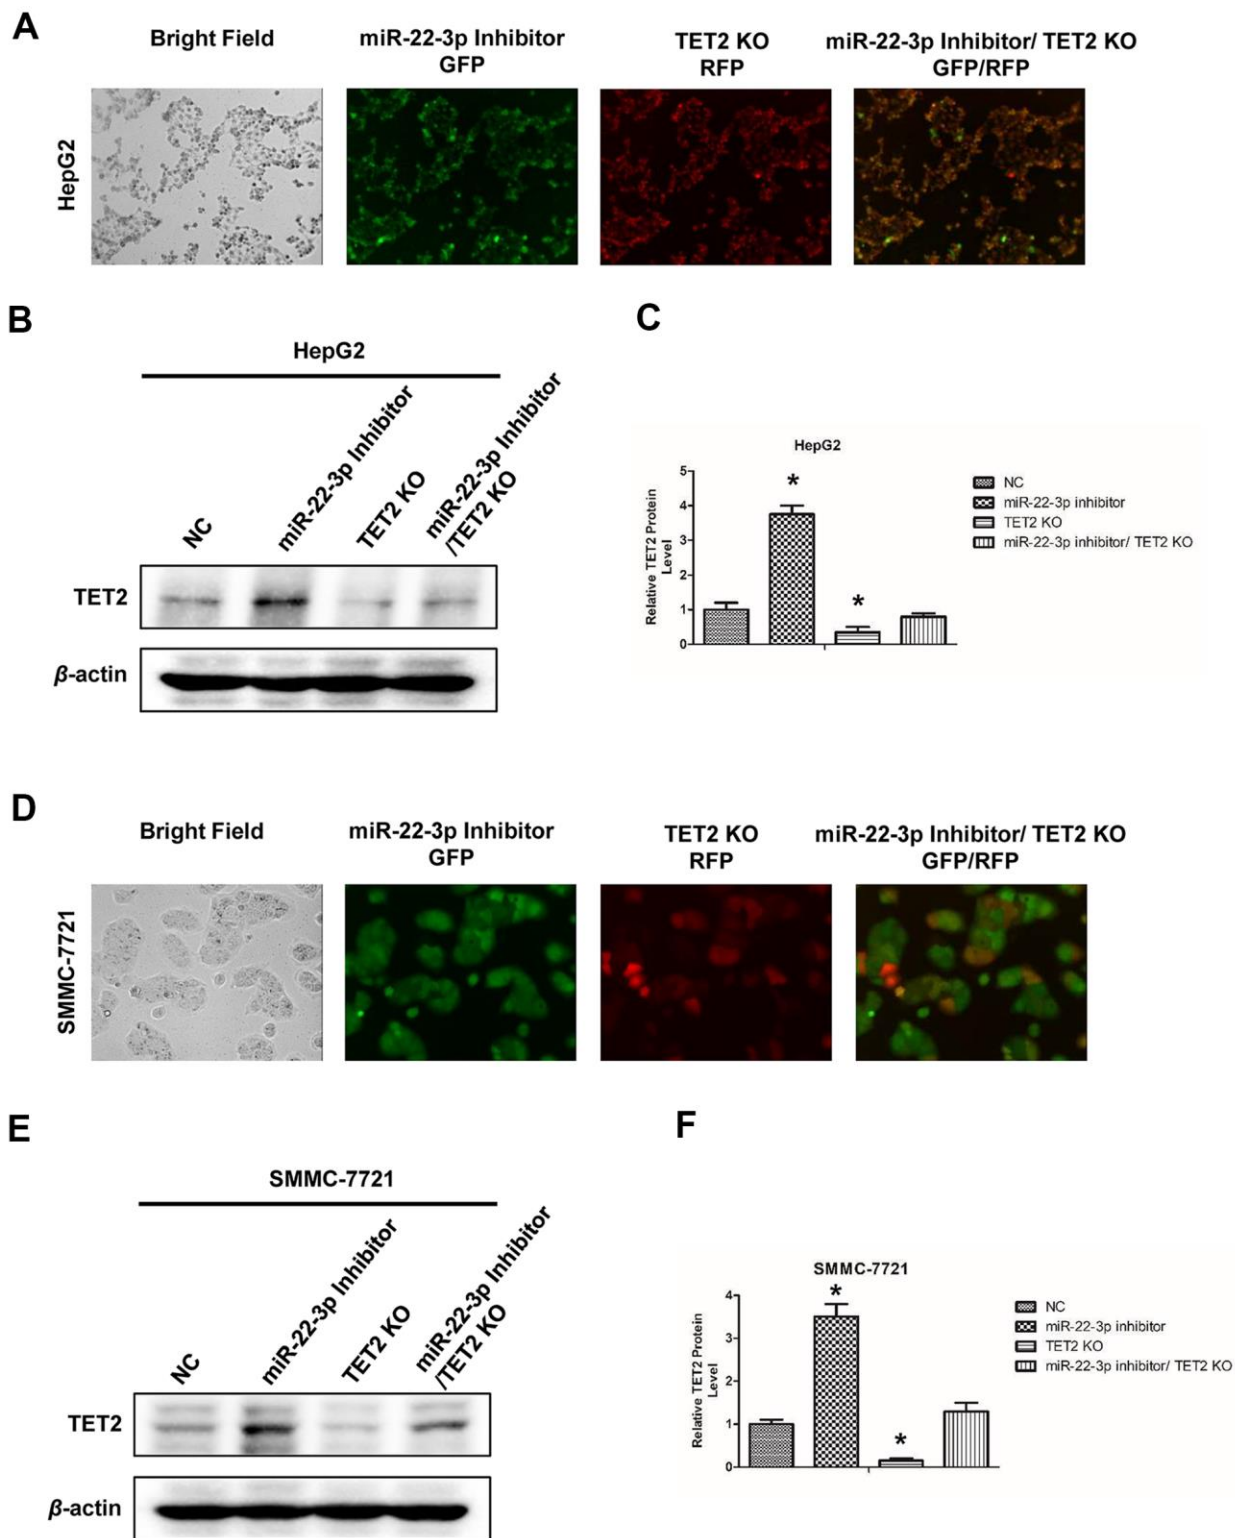 A
Bright Field
miR-22-3p Inhibitor
GFP
TET2 KO
RFP
miR-22-3p Inhibitor/ TET2 KO
GFP/RFP
HepG2
B
HepG2
NC
miR-22-3p Inhibitor
TET2 KO
miR-22-3p Inhibitor
/TET2 KO
TET2
β-actin
C
HepG2
Relative TET2 Protein
Level
5
4
3
2
1
0
*
*
NC
miR-22-3p inhibitor
TET2 KO
miR-22-3p inhibitor/ TET2 KO
D
Bright Field
miR-22-3p Inhibitor
GFP
TET2 KO
RFP
miR-22-3p Inhibitor/ TET2 KO
GFP/RFP
SMMC-7721
E
SMMC-7721
NC
miR-22-3p Inhibitor
TET2 KO
miR-22-3p Inhibitor
/TET2 KO
TET2
β-actin
F
SMMC-7721
Relative TET2 Protein
Level
4
3
2
1
0
*
*
NC
miR-22-3p inhibitor
TET2 KO
miR-22-3p inhibitor/ TET2 KO